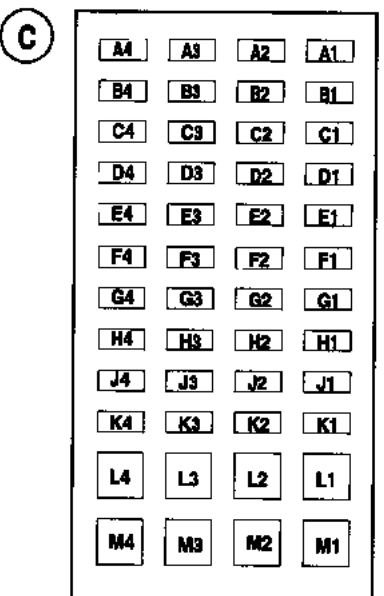 C
A4 A3 A2 A1
B4 B3 B2 B1
C4 C3 C2 C1
D4 D3 D2 D1
E4 E3 E2 E1
F4 F3 F2 F1
G4 G3 G2 G1
H4 H3 H2 H1
J4 J3 J2 J1
K4 K3 K2 K1
L4 L3 L2 L1
M4 M3 M2 M1